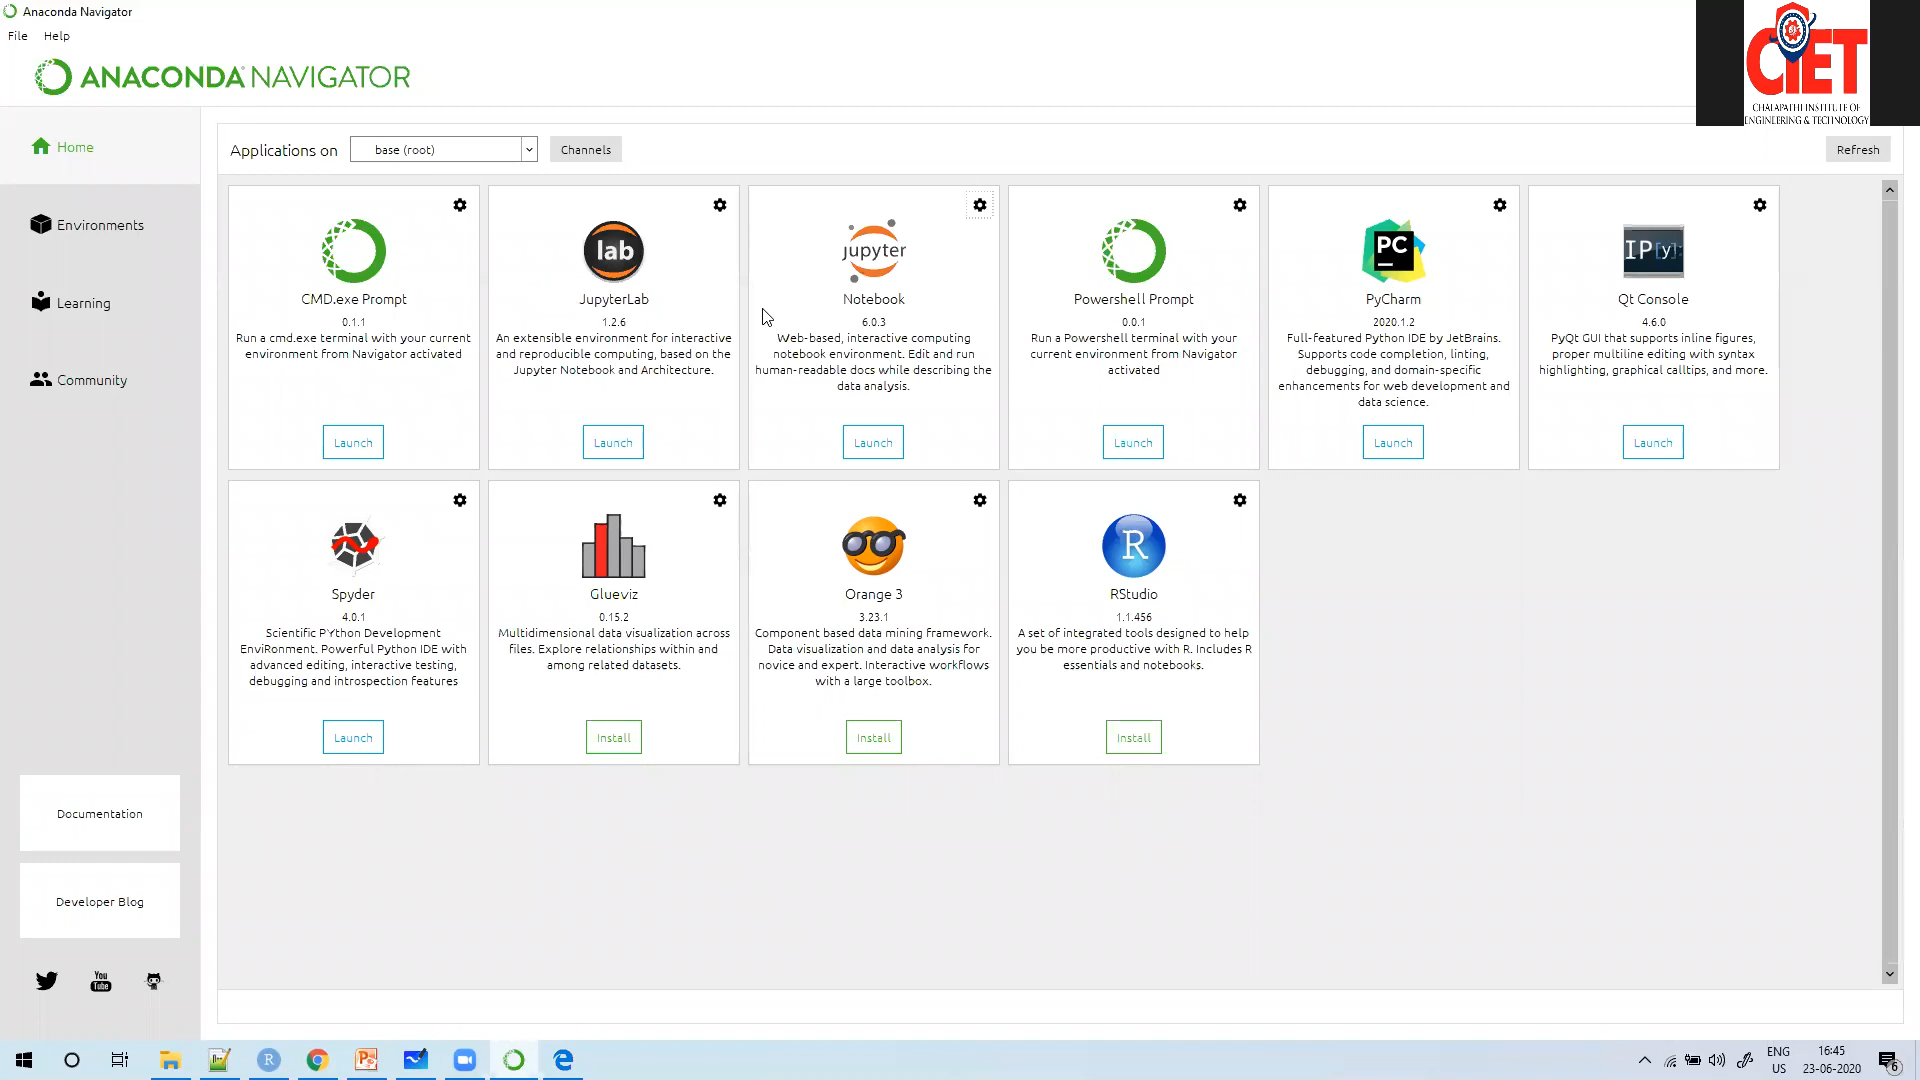 Anaconda Navigator
File Help
ANACONDA NAVIGATOR
CIET
CHALAPATHI INSTITUTE OF
ENGINEERING & TECHNOLOGY
Home
Environments
Learning
Community
Documentation
Developer Blog
You
Tube
Applications on base (root) Channels Refresh
CMD.exe Prompt
0.1.1
Run a cmd.exe terminal with your current
environment from Navigator activated
Launch
lab
JupyterLab
1.2.6
An extensible environment for interactive
and reproducible computing, based on the
Jupyter Notebook and Architecture.
Launch
jupyter
Notebook
6.0.3
Web-based, interactive computing
notebook environment. Edit and run
human-readable docs while describing the
data analysis.
Launch
Powershell Prompt
0.0.1
Run a Powershell terminal with your
current environment from Navigator
activated
Launch
PC
PyCharm
2020.1.2
Full-featured Python IDE by JetBrains.
Supports code completion, linting,
debugging, and domain-specific
enhancements for web development and
data science.
Launch
IP[y]:
Qt Console
4.6.0
PyQt GUI that supports inline figures,
proper multiline editing with syntax
highlighting, graphical calltips, and more.
Launch
Spyder
4.0.1
Scientific PYthon Development
EnviRonment. Powerful Python IDE with
advanced editing, interactive testing,
debugging and introspection features
Launch
Glueviz
0.15.2
Multidimensional data visualization across
files. Explore relationships within and
among related datasets.
Install
Orange 3
3.23.1
Component based data mining framework.
Data visualization and data analysis for
novice and expert. Interactive workflows
with a large toolbox.
Install
R
RStudio
1.1.456
A set of integrated tools designed to help
you be more productive with R. Includes R
essentials and notebooks.
Install
R
ENG
US
16:45
23-06-2020
6